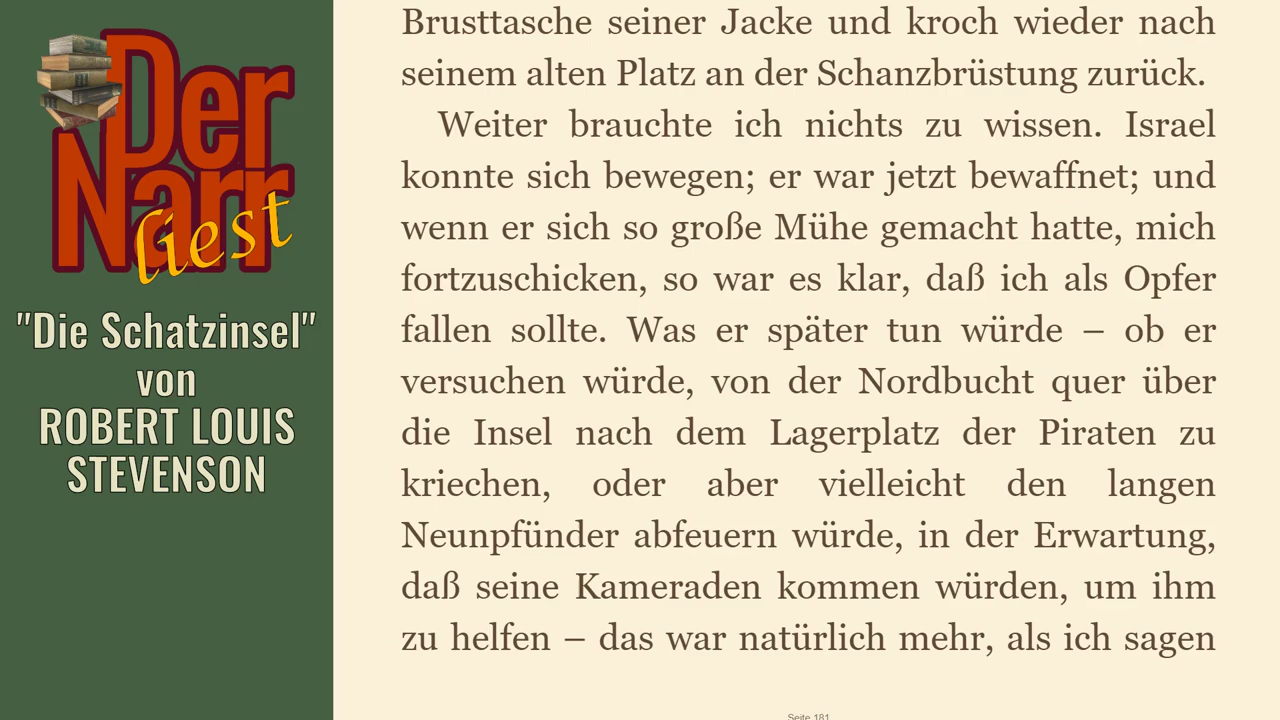 Der
Narr
liest
"Die Schatzinsel"
von
ROBERT LOUIS
STEVENSON
Brusttasche seiner Jacke und kroch wieder nach
seinem alten Platz an der Schanzbrüstung zurück.
Weiter brauchte ich nichts zu wissen. Israel
konnte sich bewegen; er war jetzt bewaffnet; und
wenn er sich so große Mühe gemacht hatte, mich
fortzuschicken, so war es klar, daß ich als Opfer
fallen sollte. Was er später tun würde – ob er
versuchen würde, von der Nordbucht quer über
die Insel nach dem Lagerplatz der Piraten zu
kriechen, oder aber vielleicht den langen
Neunpfünder abfeuern würde, in der Erwartung,
daß seine Kameraden kommen würden, um ihm
zu helfen – das war natürlich mehr, als ich sagen
Seite 181